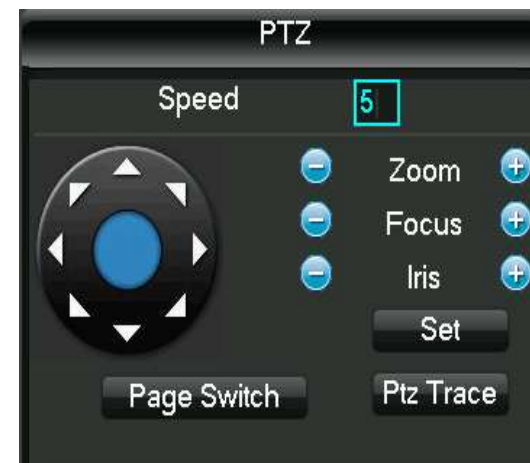 PTZ
Speed 5
Zoom
Focus
Iris
Set
Page Switch Ptz Trace